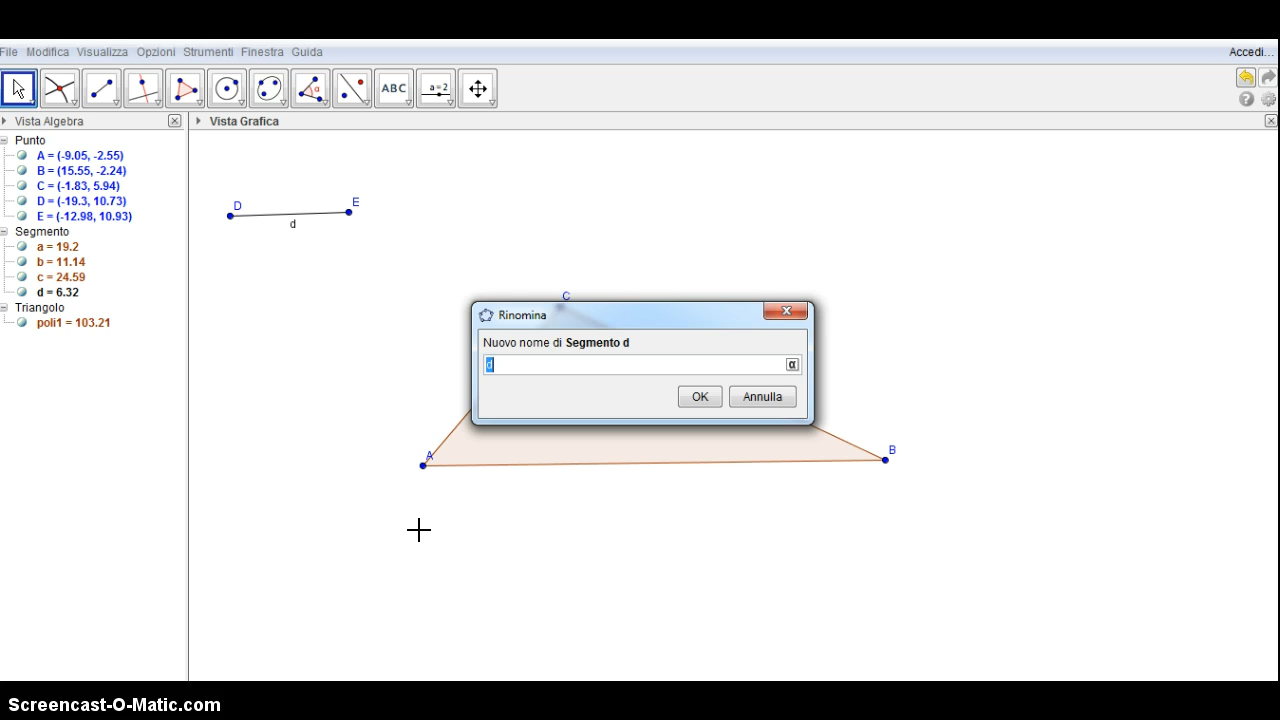 File Modifica Visualizza Opzioni Strumenti Finestra Guida Accedi...
ABC a=2
α
Vista Algebra
Vista Grafica
Punto
A = (-9.05, -2.55)
B = (15.55, -2.24)
C = (-1.83, 5.94)
D = (-19.3, 10.73)
E = (-12.98, 10.93)
Segmento
a = 19.2
b = 11.14
c = 24.59
d = 6.32
Triangolo
poli1 = 103.21
D E
d
C
Rinomina
Nuovo nome di Segmento d
d
α
OK Annulla
A B
Screencast-O-Matic.com